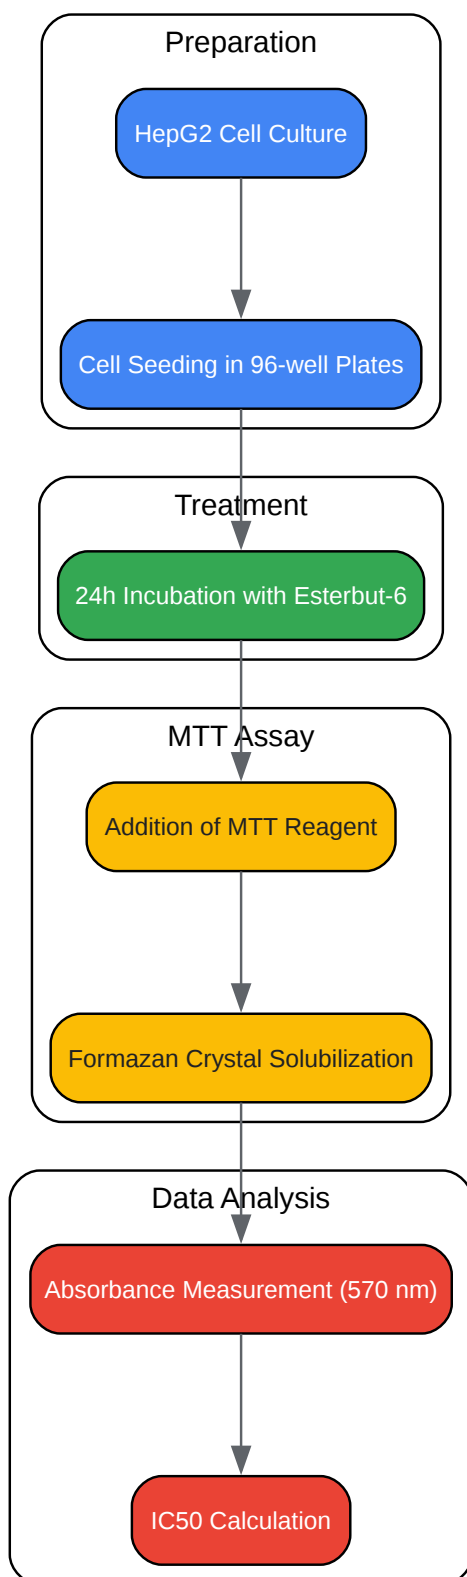 Preparation
HepG2 Cell Culture
Cell Seeding in 96-well Plates
Treatment
24h Incubation with Esterbut-6
MTT Assay
Addition of MTT Reagent
Formazan Crystal Solubilization
Data Analysis
Absorbance Measurement (570 nm)
IC50 Calculation